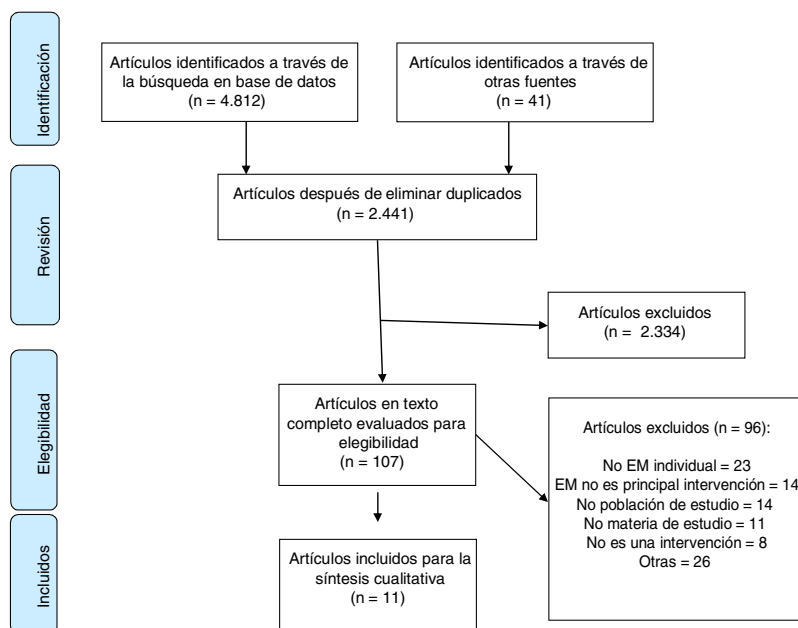 Identificación
Artículos identificados a través de
la búsqueda en base de datos
(n = 4.812)
Artículos identificados a través de
otras fuentes
(n = 41)
Revisión
Artículos después de eliminar duplicados
(n = 2.441)
Artículos excluidos
(n = 2.334)
Elegibilidad
Artículos en texto
completo evaluados para
elegibilidad
(n = 107)
Artículos excluidos (n = 96):
No EM individual = 23
EM no es principal intervención = 14
No población de estudio = 14
No materia de estudio = 11
No es una intervención = 8
Otras = 26
Incluidos
Artículos incluidos para la
síntesis cualitativa
(n = 11)